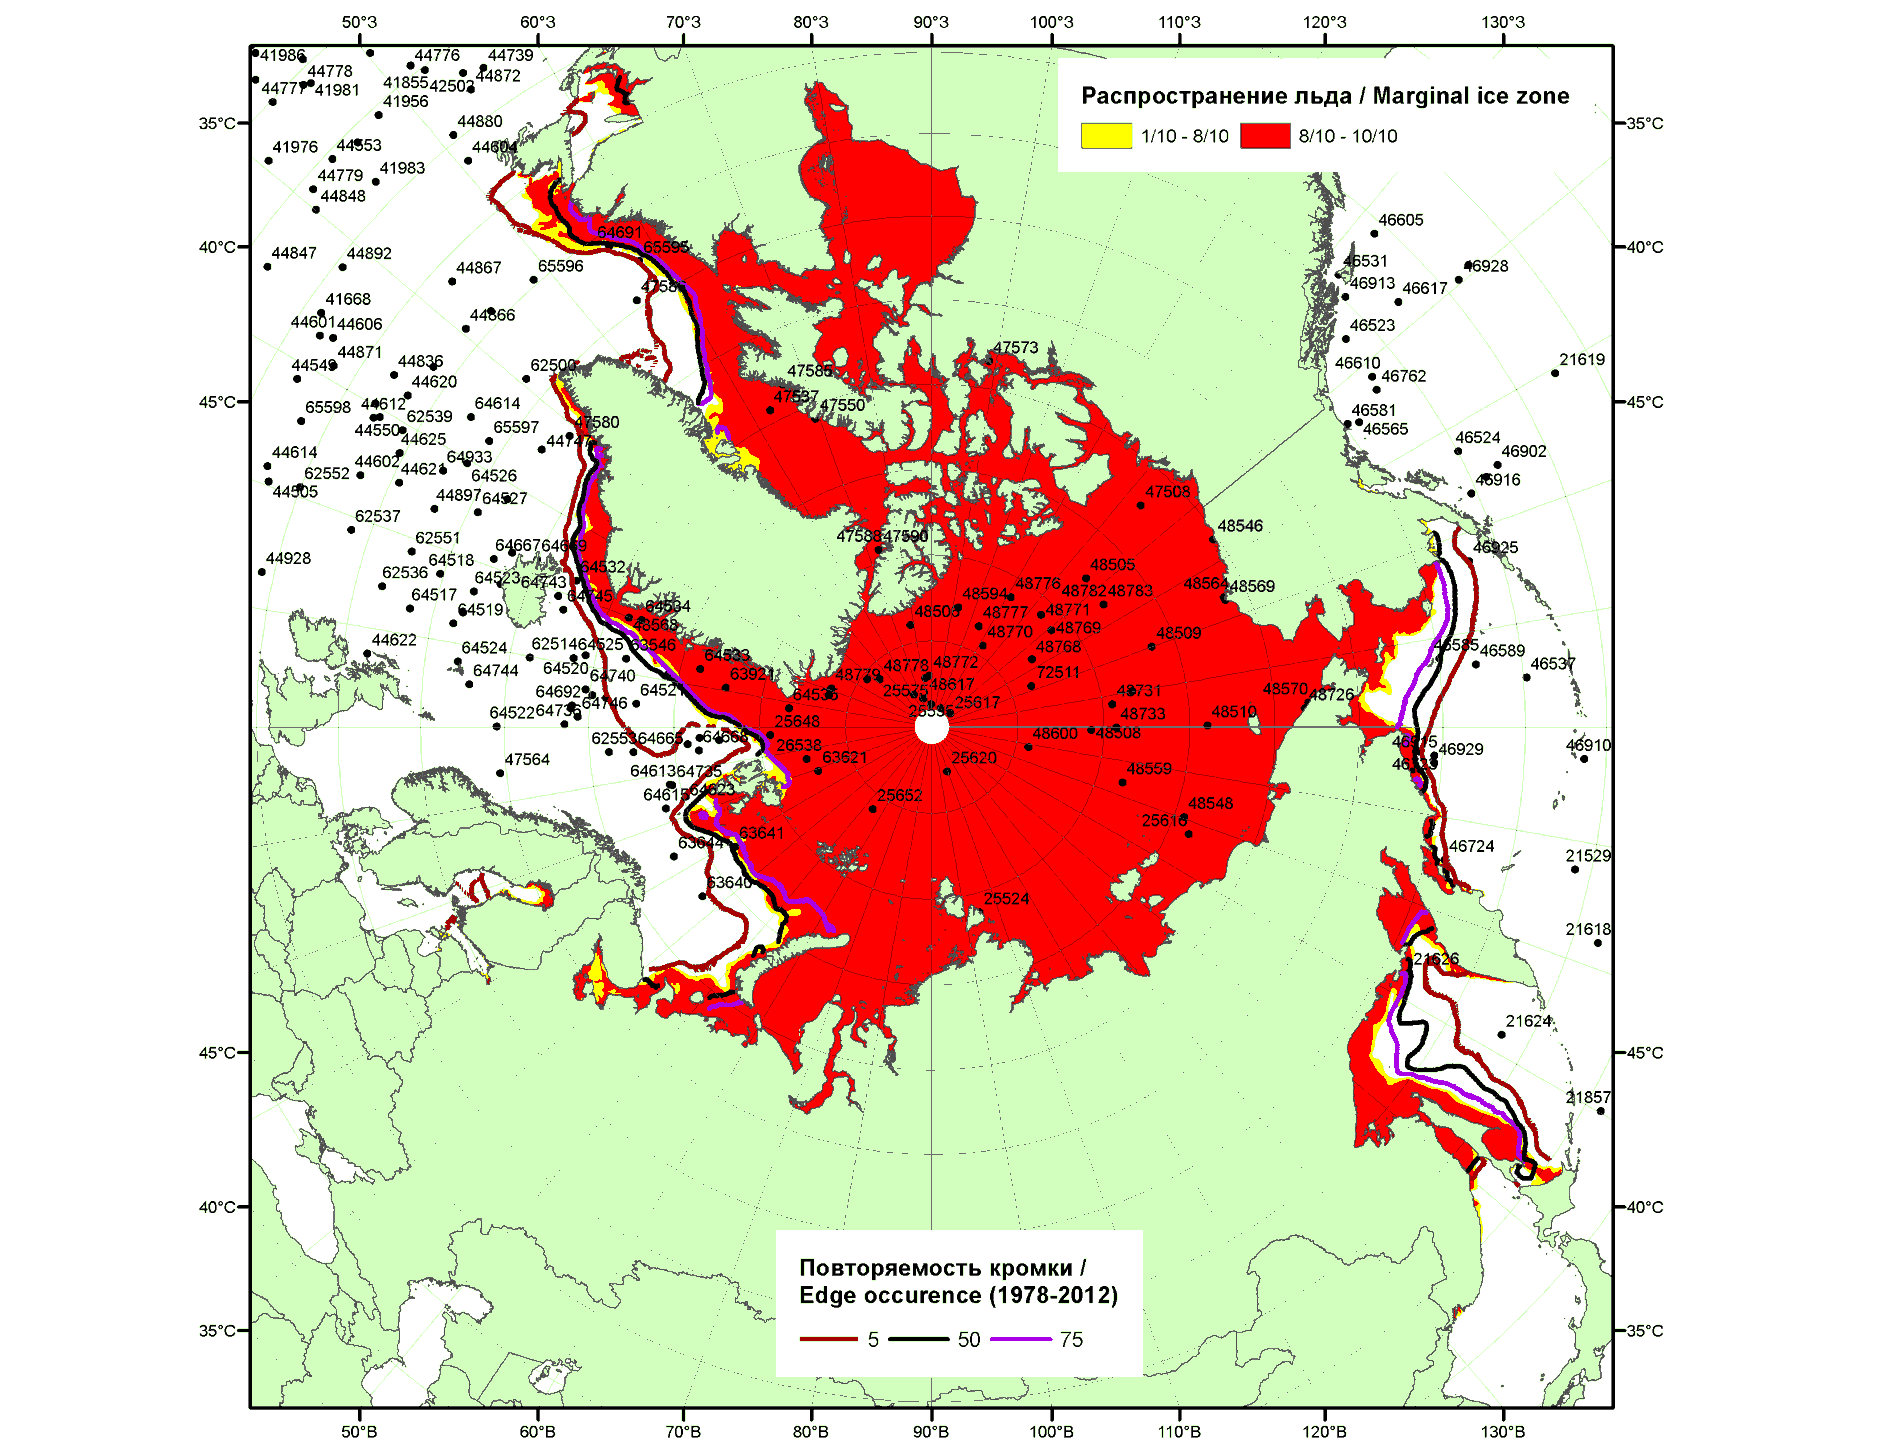 50°З 60°З 70°З 80°З 90°З 100°З 110°З 120°З 130°З
41986 44776 44739
44778 41855 42502 44872
44777 41981
41956
35°С 35°С
Распространение льда / Marginal ice zone
1/10 - 8/10 8/10 - 10/10
44880
41976 44553 44604
44779 41983
44848
46605
40°С 40°С
64691 65595
44847 44892 44867 65596
46531 46928
46913 46617
41668
44601 44606 44866
46523
44871 47573
44549 44836 62500 46610 21619
44620 47585 46762
45°С 45°С
65598 44612 62539 64614 47537 47550
46581
44550 65597 47580 46565
44625 44747 46524
44614 44602 44621 64933 46902
62552 64526 46916
44505 44897 64527 47508
62537 48546
62551 64667 64669 47588 47590 46925
44928 64518 64532 48505
62536 64523 64743 48776 48564 48569
64517 64745 48594 48782 48783
64519 64534 48503 48777 48771
44622 62514 64525 63546 48770 48769 48509
64524 64520 64533 48768 46585 46589
64744 64740 63921 48779 48778 48772 72511 46537
64692 64521 64536 48617 48731 48570 48726
64522 64736 64746 25648 25617 48733 48510
62553 64665 64668 26538 48600 48508 46915 46929 46910
47564 64613 64735 63621 25620 48559
64615 25652 48548
63641 25616
63644 46724 21529
63640
25524
21618
21626
21624
45°С 45°С
21857
40°С 40°С
Повторяемость кромки /
Edge occurence (1978-2012)
5 50 75
35°С 35°С
50°В 60°В 70°В 80°В 90°В 100°В 110°В 120°В 130°В